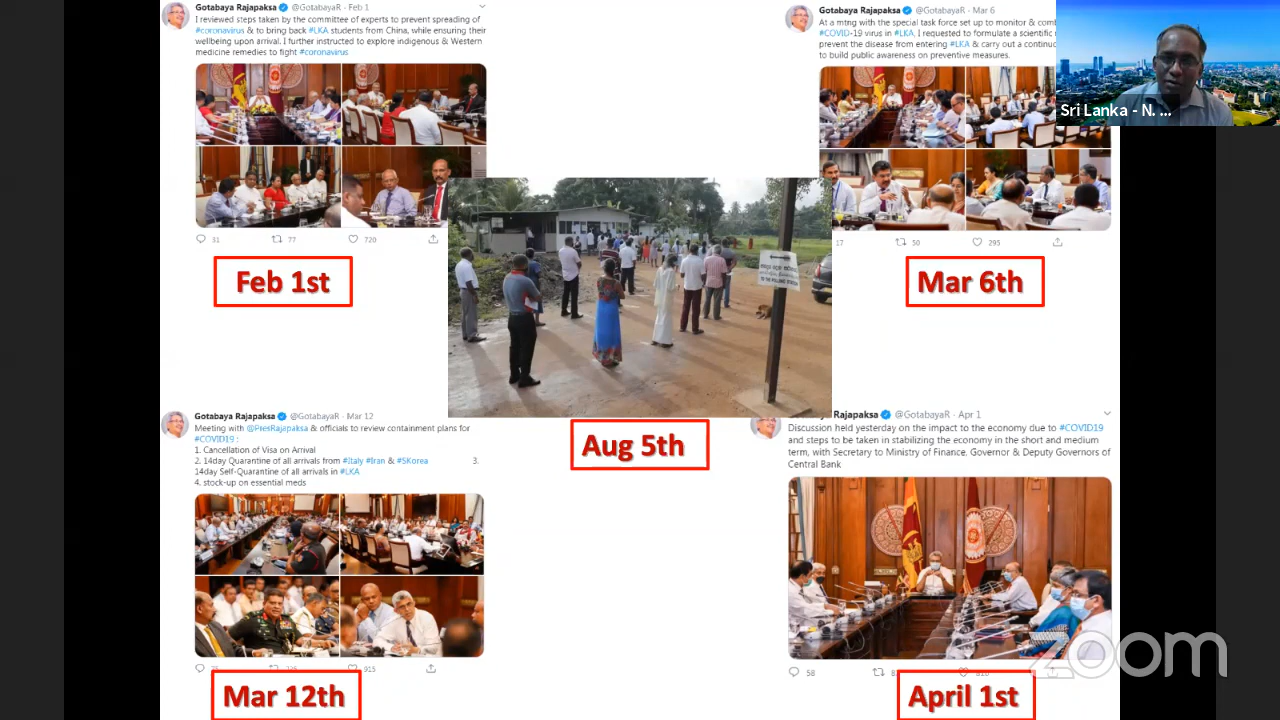 Gotabaya Rajapaksa @GotabayaR · Feb 1
I reviewed steps taken by the committee of experts to prevent spreading of
#coronavirus & to bring back #LKA students from China, while ensuring their
wellbeing upon arrival. I further instructed to explore indigenous & Western
medicine remedies to fight #coronavirus
51 77 720
Feb 1st
Gotabaya Rajapaksa @GotabayaR · Mar 6
At a mtng with the special task force set up to monitor & comb
#COVID-19 virus in #LKA, I requested to formulate a scientific
prevent the disease from entering #LKA & carry out a continuo
to build public awareness on preventive measures.
17 50 295
Mar 6th
Sri Lanka - N. ...
TO THE POLLING STATION
Aug 5th
Gotabaya Rajapaksa @GotabayaR · Mar 12
Meeting with @PresRajapaksa & officials to review containment plans for
#COVID19 :
1. Cancellation of Visa on Arrival
2. 14day Quarantine of all arrivals from #Italy #Iran & #SKorea 3.
14day Self-Quarantine of all arrivals in #LKA
4. stock-up on essential meds
915
Mar 12th
Rajapaksa @GotabayaR · Apr 1
Discussion held yesterday on the impact to the economy due to #COVID19
and steps to be taken in stabilizing the economy in the short and medium
term, with Secretary to Ministry of Finance. Governor & Deputy Governors of
Central Bank
58
April 1st
zoom